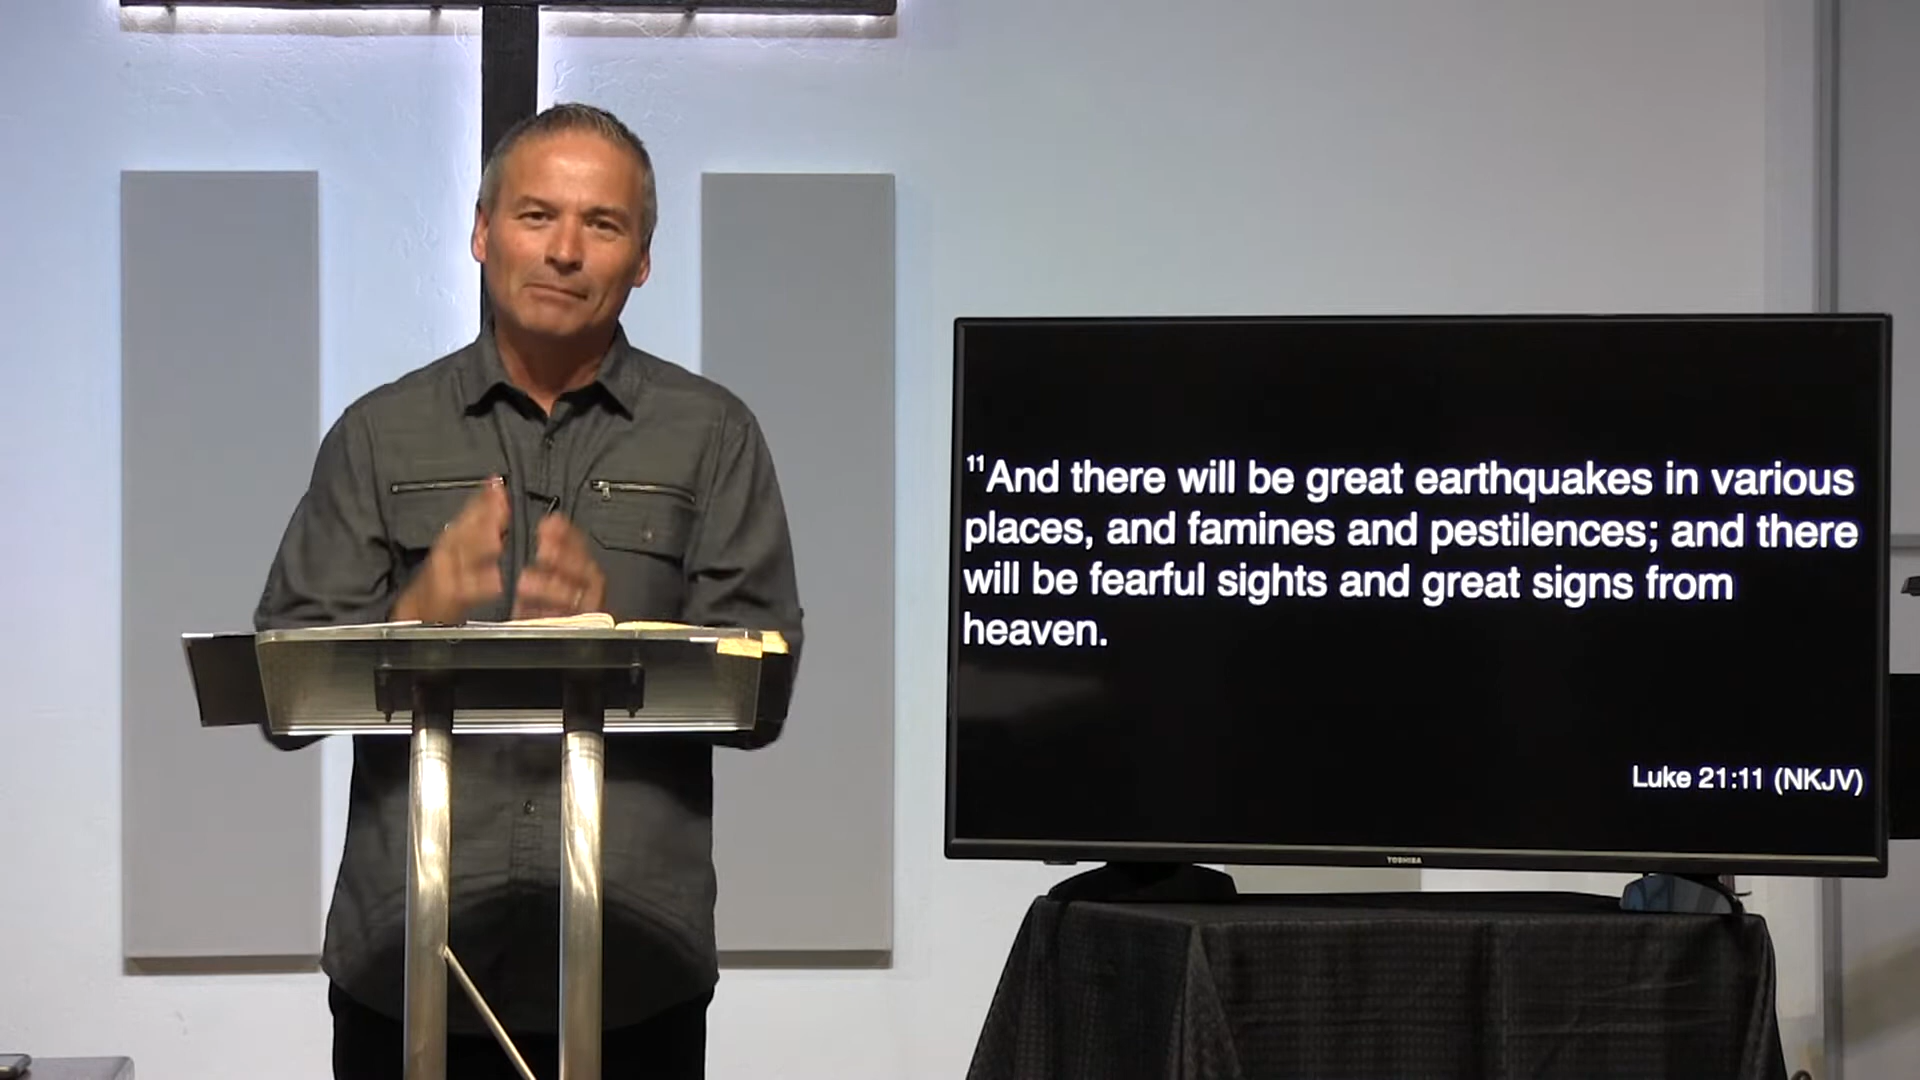 ¹¹And there will be great earthquakes in various
places, and famines and pestilences; and there
will be fearful sights and great signs from
heaven.
Luke 21:11 (NKJV)
TOSHIBA